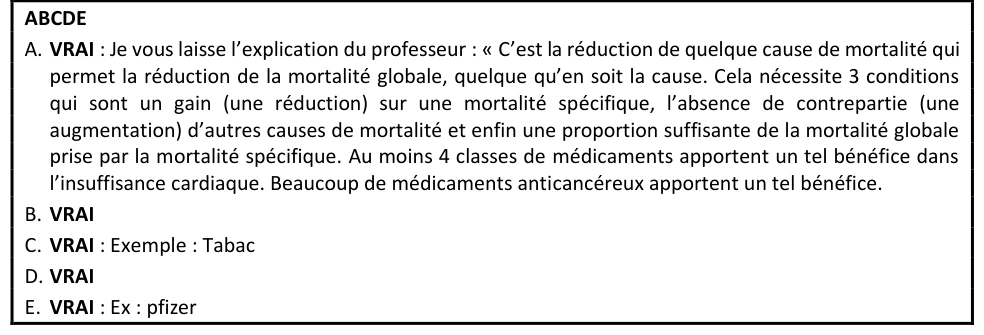 ABCDE
A. VRAI : Je vous laisse l’explication du professeur : « C’est la réduction de quelque cause de mortalité qui
permet la réduction de la mortalité globale, quelque qu’en soit la cause. Cela nécessite 3 conditions
qui sont un gain (une réduction) sur une mortalité spécifique, l’absence de contrepartie (une
augmentation) d’autres causes de mortalité et enfin une proportion suffisante de la mortalité globale
prise par la mortalité spécifique. Au moins 4 classes de médicaments apportent un tel bénéfice dans
l’insuffisance cardiaque. Beaucoup de médicaments anticancéreux apportent un tel bénéfice.
B. VRAI
C. VRAI : Exemple : Tabac
D. VRAI
E. VRAI : Ex : pfizer